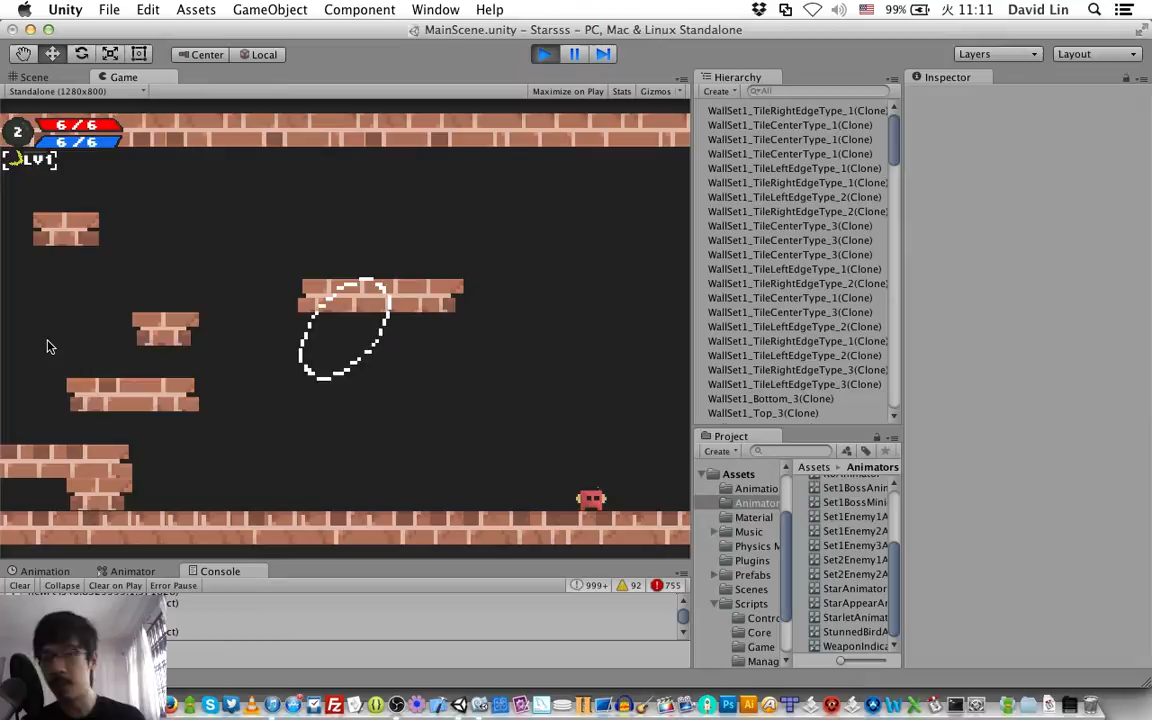 Unity File Edit Assets GameObject Component Window Help 99% 火 11:11 David Lin
MainScene.unity - Starsss - PC, Mac & Linux Standalone
Center Local Layers Layout
Scene Game Hierarchy Inspector
Standalone (1280x800) Maximize on Play Stats Gizmos Create All
2 6/6
6/6
LV1
WallSet1_TileRightEdgeType_1(Clone)
WallSet1_TileCenterType_1(Clone)
WallSet1_TileCenterType_1(Clone)
WallSet1_TileCenterType_1(Clone)
WallSet1_TileLeftEdgeType_1(Clone)
WallSet1_TileRightEdgeType_1(Clone)
WallSet1_TileLeftEdgeType_2(Clone)
WallSet1_TileRightEdgeType_2(Clone)
WallSet1_TileCenterType_3(Clone)
WallSet1_TileCenterType_3(Clone)
WallSet1_TileCenterType_3(Clone)
WallSet1_TileLeftEdgeType_1(Clone)
WallSet1_TileRightEdgeType_2(Clone)
WallSet1_TileCenterType_1(Clone)
WallSet1_TileCenterType_3(Clone)
WallSet1_TileLeftEdgeType_2(Clone)
WallSet1_TileRightEdgeType_1(Clone)
WallSet1_TileLeftEdgeType_2(Clone)
WallSet1_TileRightEdgeType_3(Clone)
WallSet1_TileLeftEdgeType_3(Clone)
WallSet1_Bottom_3(Clone)
WallSet1_Top_3(Clone)
Project
Create
Assets
Animatio
Animator
Material
Music
Physics M
Plugins
Prefabs
Scenes
Scripts
Contro
Core
Game
Manag
Assets Animators
Set1BossAnin
Set1BossMini
Set1Enemy1A
Set1Enemy2A
Set1Enemy3A
Set2Enemy1A
Set2Enemy2A
StarAnimator
StarAppearAn
StarletAnimat
StunnedBirdA
WeaponIndica
Animation Animator Console
Clear Collapse Clear on Play Error Pause 999+ 92 755